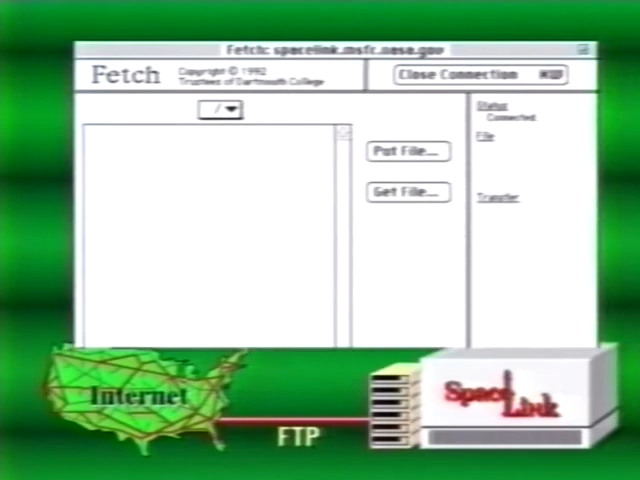 Fetch: spacelink.msfc.nasa.gov
Fetch
Copyright © 1992
Trustees of Dartmouth College
Close Connection ⌘W
/
Status
Connected
Put File...
File
Get File...
Transfer
Internet
Space Link
FTP